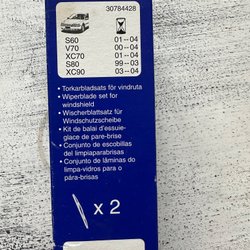 30784428
S60 01-04
V70 00-04
XC70 01-04
S80 99-03
XC90 03-04
• Torkarbladsats för vindruta
• Wiperblade set for
windshield
• Wischerblattsatz für
Windschutzscheibe
• Kit de balai d'essuie-
glace de pare-brise
• Conjunto de escobillas
del limpiaparabrisas
• Conjunto de lâminas do
limpa-vidros para o
pára-brisas
x 2